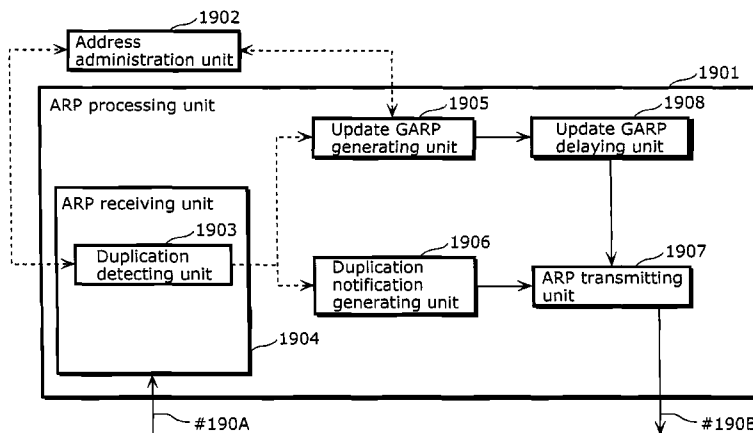 1902
Address
administration unit
1901
ARP processing unit
1905
Update GARP
generating unit
1908
Update GARP
delaying unit
ARP receiving unit
1903
Duplication
detecting unit
1906
Duplication
notification
generating unit
1907
ARP transmitting
unit
1904
#190A
#190B